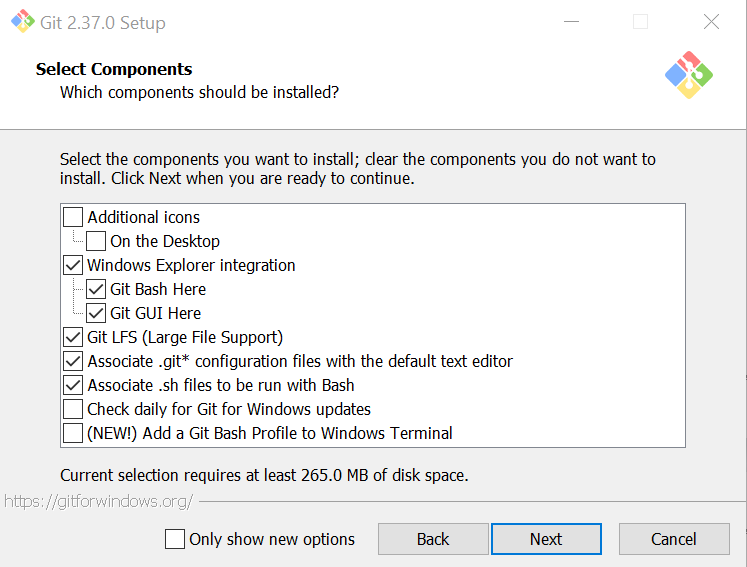 Git 2.37.0 Setup
Select Components
Which components should be installed?
Select the components you want to install; clear the components you do not want to
install. Click Next when you are ready to continue.
Additional icons
On the Desktop
Windows Explorer integration
Git Bash Here
Git GUI Here
Git LFS (Large File Support)
Associate .git* configuration files with the default text editor
Associate .sh files to be run with Bash
Check daily for Git for Windows updates
(NEW!) Add a Git Bash Profile to Windows Terminal
Current selection requires at least 265.0 MB of disk space.
https://gitforwindows.org/
Only show new options
Back
Next
Cancel